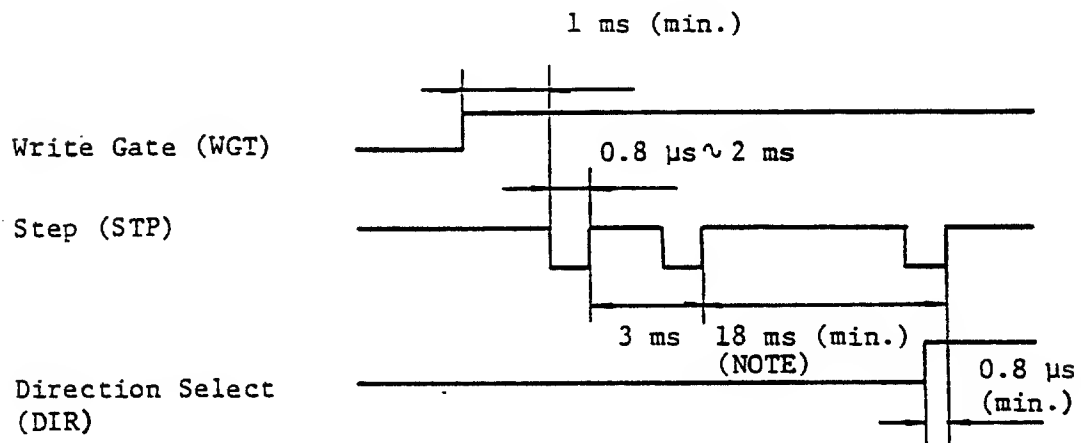 1 ms (min.)
Write Gate (WGT)
0.8 µs ~ 2 ms
Step (STP)
3 ms
18 ms (min.)
(NOTE)
Direction Select
(DIR)
0.8 µs
(min.)